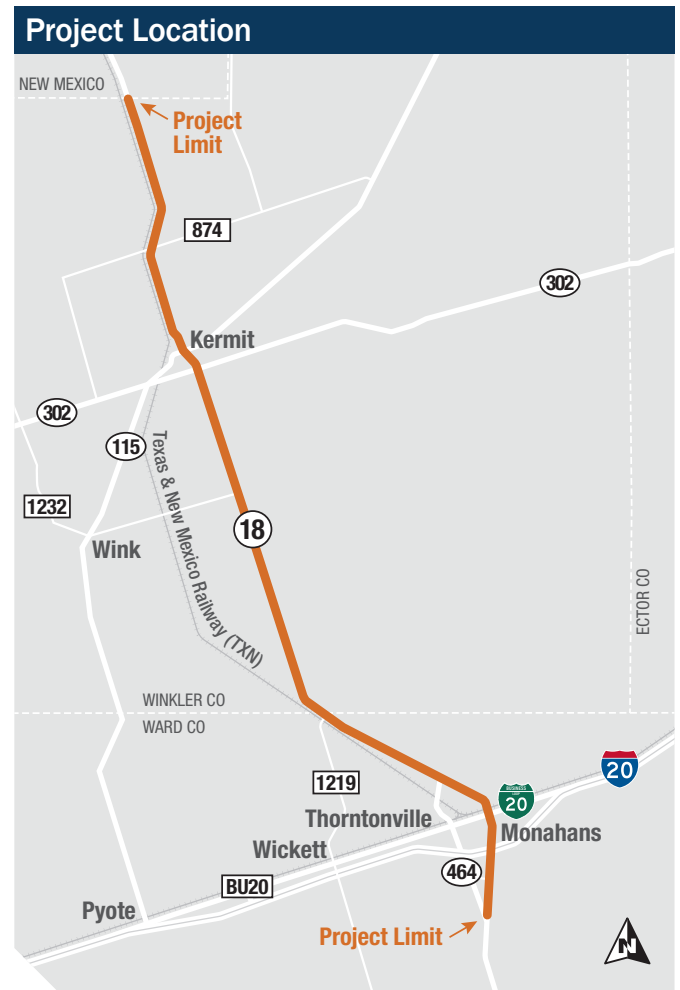 Project Location
NEW MEXICO
Project
Limit
874
302
Kermit
302
115
Texas & New Mexico Railway (TXN)
1232
18
Wink
ECTOR CO
WINKLER CO
WARD CO
1219
20
BUSINESS
LOOP
20
Thorntonville
Monahans
Wickett
464
BU20
Pyote
Project Limit
N